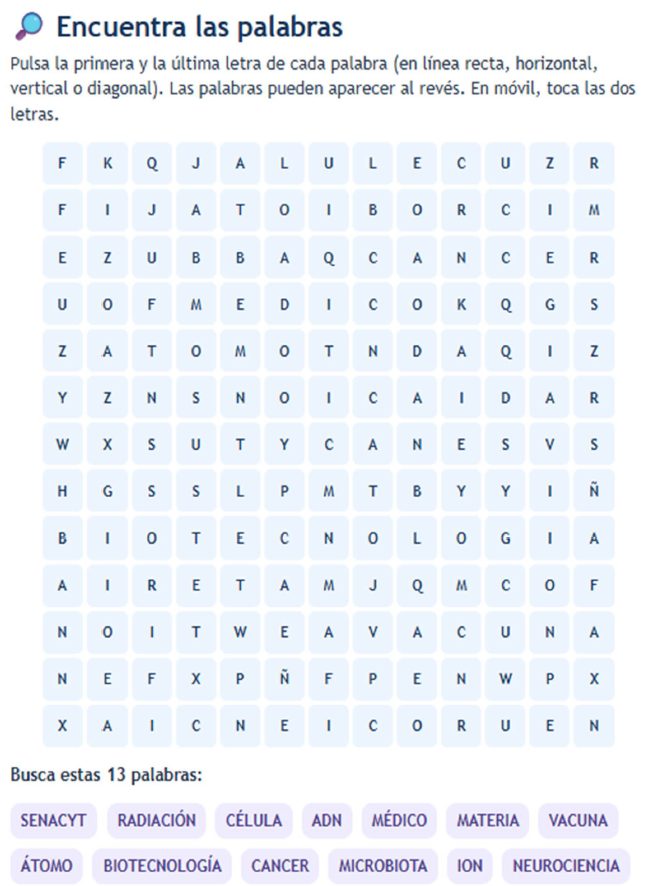 Encuentra las palabras
Pulsa la primera y la última letra de cada palabra (en línea recta, horizontal,
vertical o diagonal). Las palabras pueden aparecer al revés. En móvil, toca las dos
letras.
F K Q J A L U L E C U Z R
F I J A T O I B O R C I M
E Z U B B A Q C A N C E R
U O F M E D I C O K Q G S
Z A T O M O T N D A Q I Z
Y Z N S N O I C A I D A R
W X S U T Y C A N E S V S
H G S S L P M T B Y Y I Ñ
B I O T E C N O L O G I A
A I R E T A M J Q M C O F
N O I T W E A V A C U N A
N E F X P Ñ F P E N W P X
X A I C N E I C O R U E N
Busca estas 13 palabras:
SENACYT RADIACIÓN CÉLULA ADN MÉDICO MATERIA VACUNA
ÁTOMO BIOTECNOLOGÍA CANCER MICROBIOTA ION NEUROCIENCIA